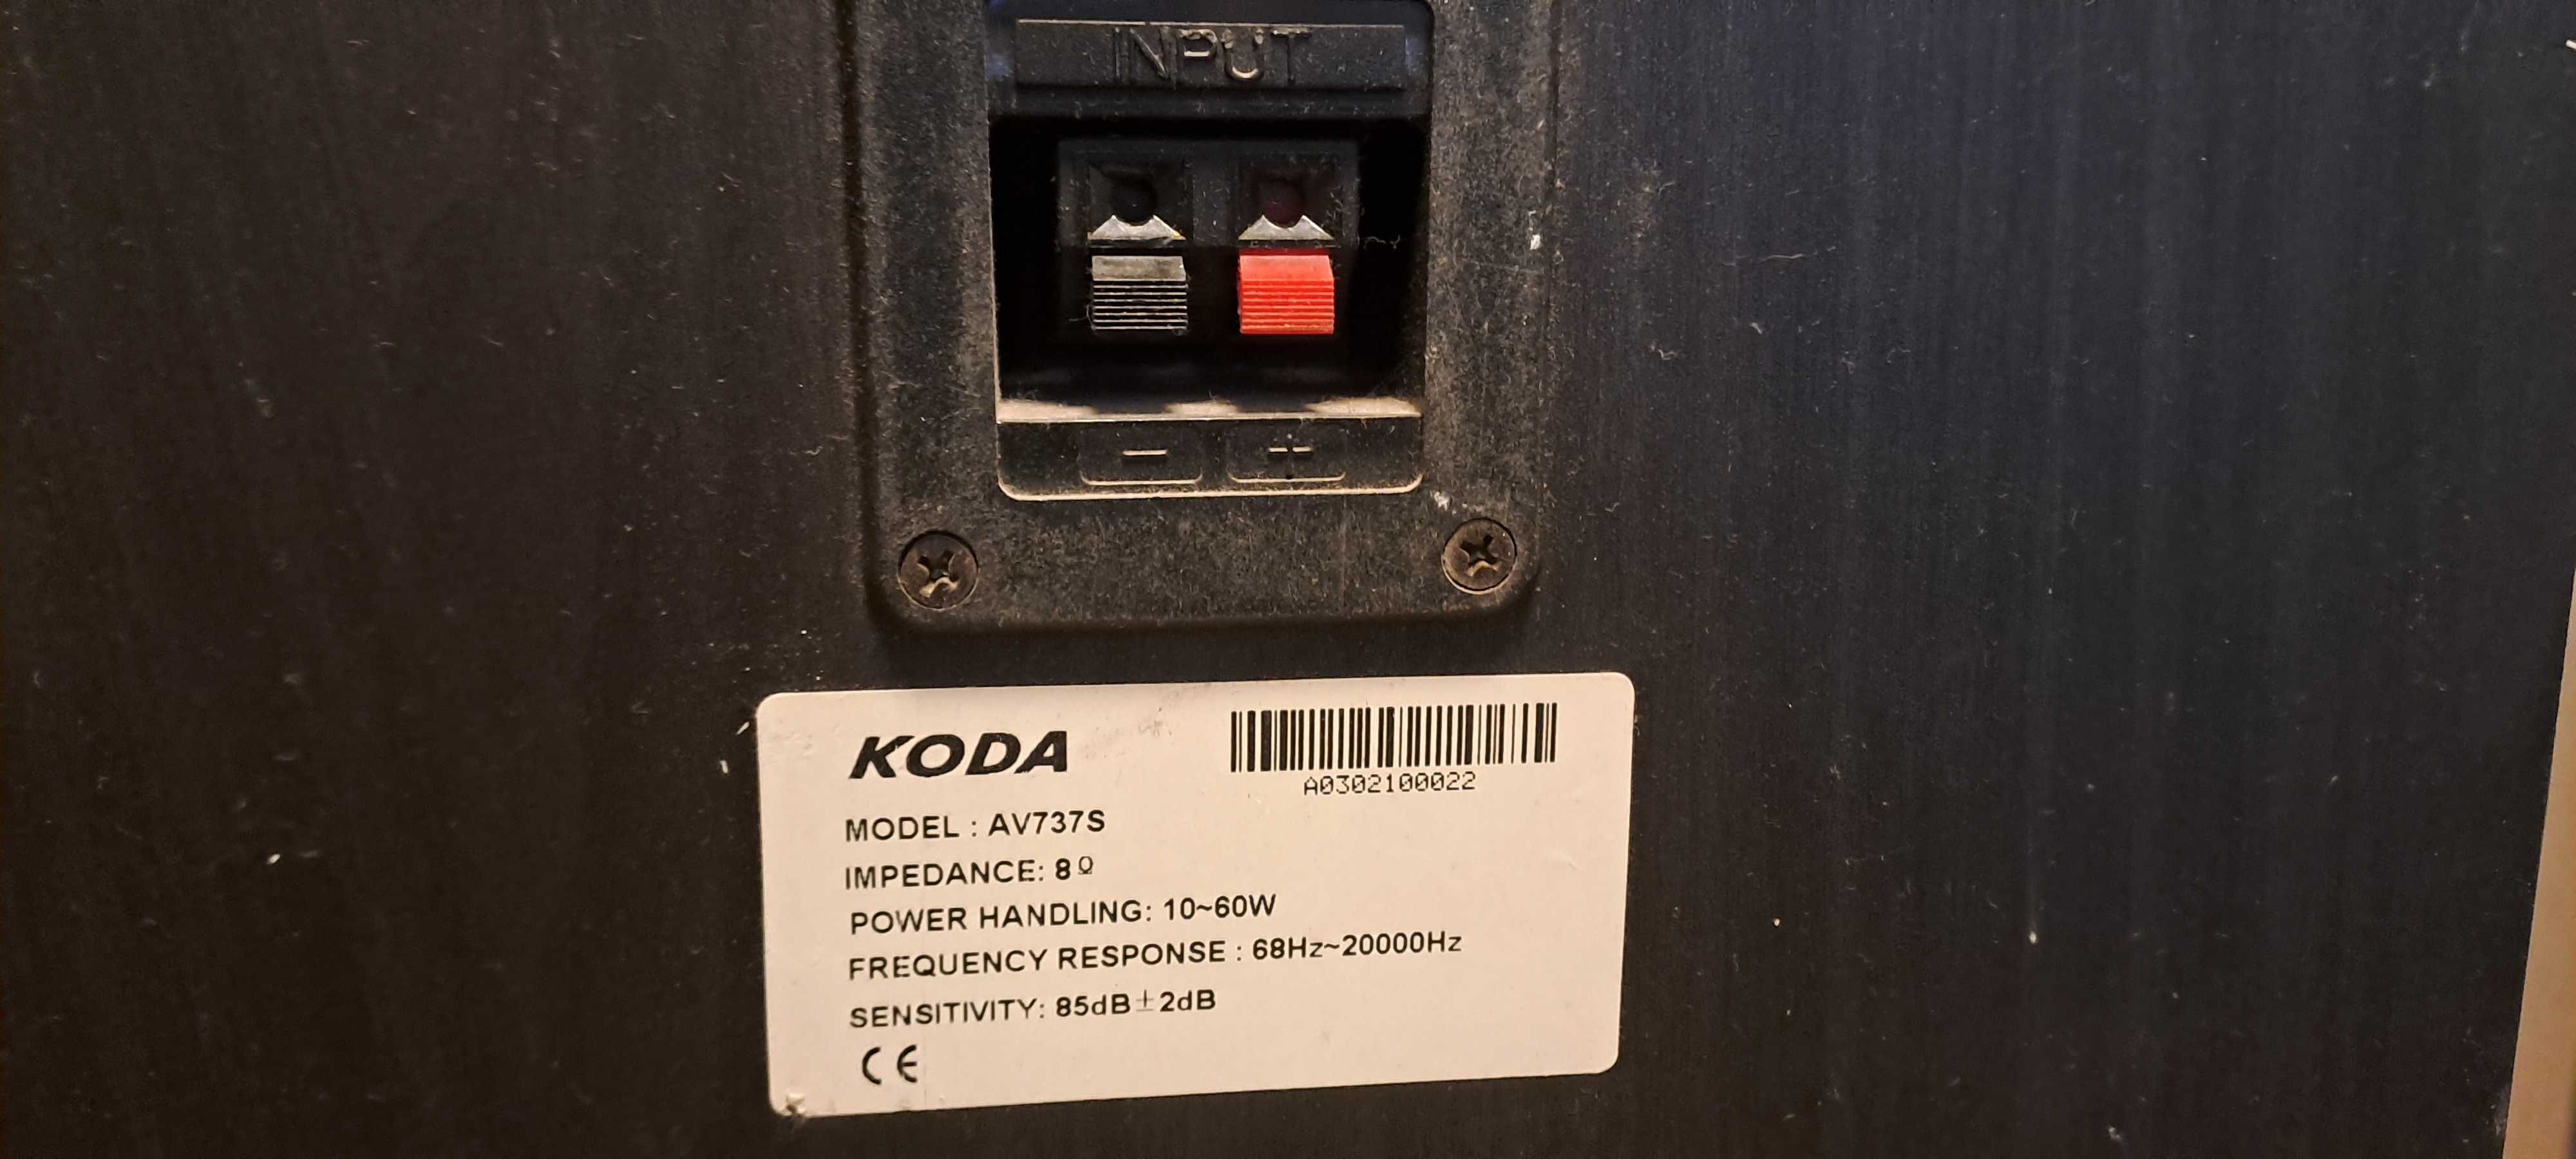 INPUT
− +
KODA
A0302100022
MODEL : AV737S
IMPEDANCE: 8Ω
POWER HANDLING: 10~60W
FREQUENCY RESPONSE : 68Hz~20000Hz
SENSITIVITY: 85dB±2dB
CE